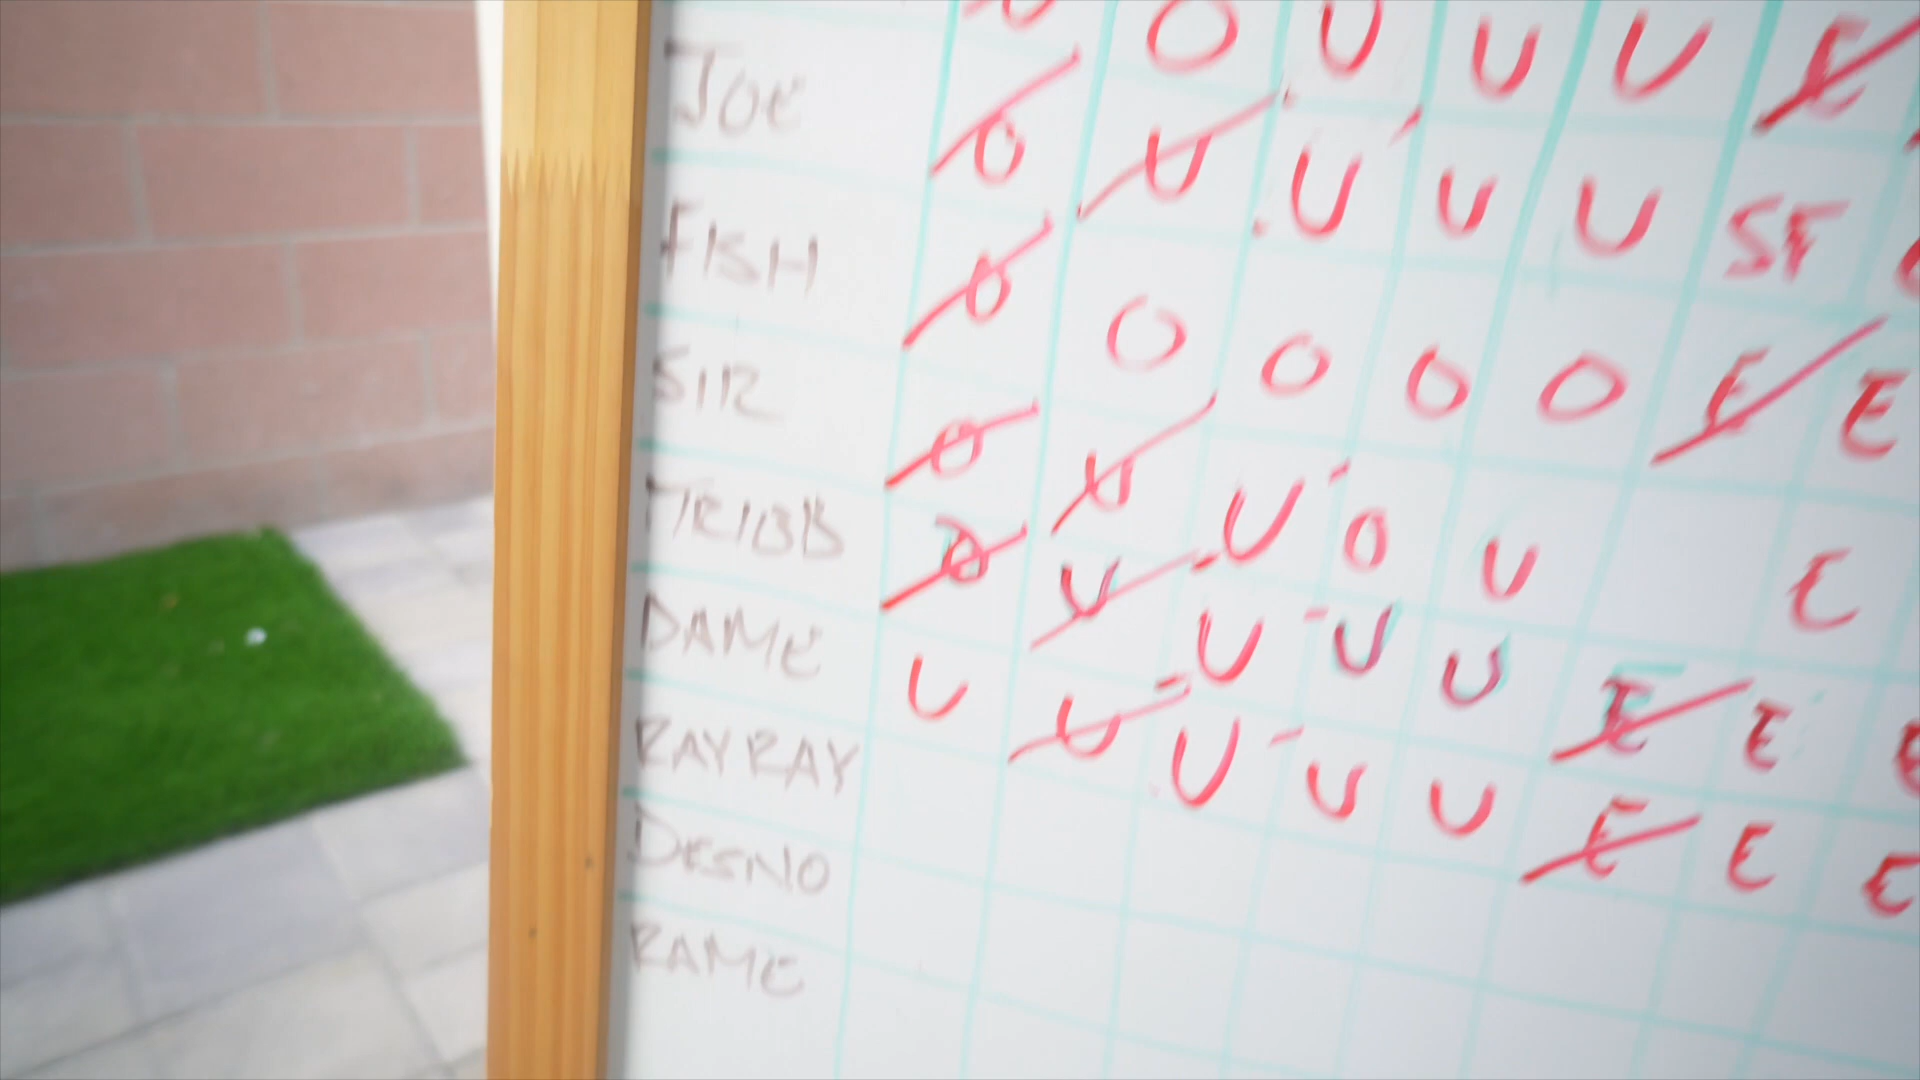 O U U U E
JOE O U U U U SF
FISH O O O O O E E
SIR O U U O U E
TRIBB O U U U U E E
DAME U U U U U E E E
RAYRAY
DESNO
RAME